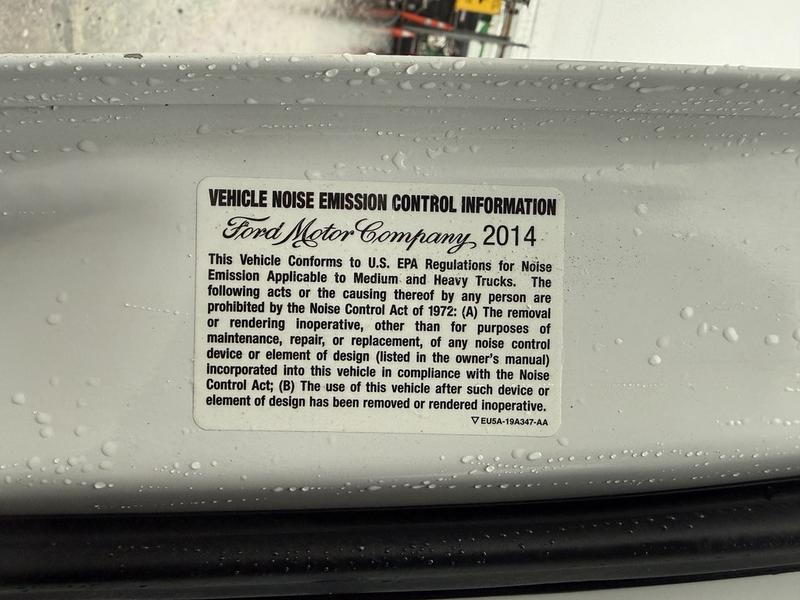 VEHICLE NOISE EMISSION CONTROL INFORMATION
Ford Motor Company 2014
This Vehicle Conforms to U.S. EPA Regulations for Noise
Emission Applicable to Medium and Heavy Trucks. The
following acts or the causing thereof by any person are
prohibited by the Noise Control Act of 1972: (A) The removal
or rendering inoperative, other than for purposes of
maintenance, repair, or replacement, of any noise control
device or element of design (listed in the owner's manual)
incorporated into this vehicle in compliance with the Noise
Control Act; (B) The use of this vehicle after such device or
element of design has been removed or rendered inoperative.
▽ EU5A-19A347-AA